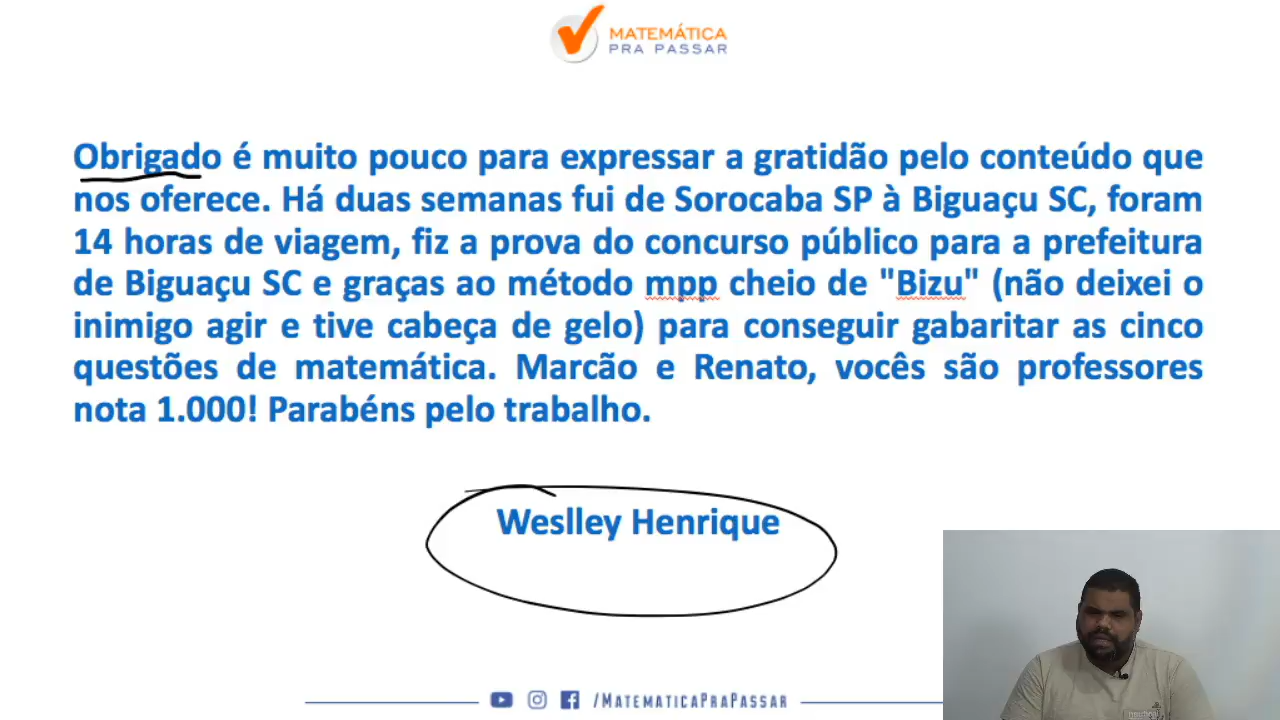 MATEMÁTICA
PRA PASSAR
Obrigado é muito pouco para expressar a gratidão pelo conteúdo que
nos oferece. Há duas semanas fui de Sorocaba SP à Biguaçu SC, foram
14 horas de viagem, fiz a prova do concurso público para a prefeitura
de Biguaçu SC e graças ao método mpp cheio de "Bizu" (não deixei o
inimigo agir e tive cabeça de gelo) para conseguir gabaritar as cinco
questões de matemática. Marcão e Renato, vocês são professores
nota 1.000! Parabéns pelo trabalho.
Weslley Henrique
/MATEMATICAPRAPASSAR